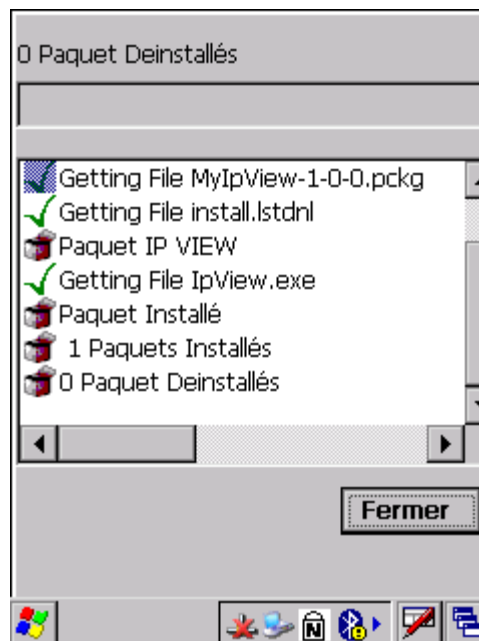 0 Paquet Deinstallés
Getting File MyIpView-1-0-0.pckg
Getting File install.lstdnl
Paquet IP VIEW
Getting File IpView.exe
Paquet Installé
1 Paquets Installés
0 Paquet Deinstallés
Fermer
N